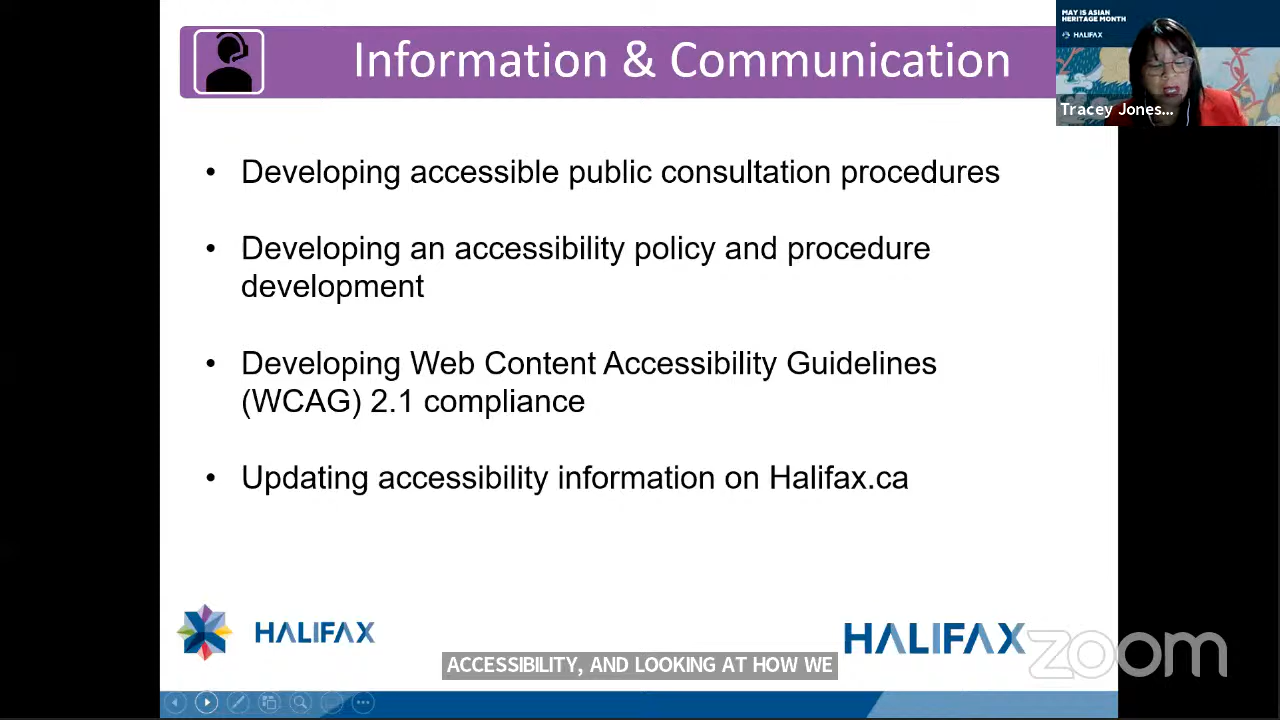 Information & Communication
MAY IS ASIAN
HERITAGE MONTH
HALIFAX
Tracey Jones...
• Developing accessible public consultation procedures
• Developing an accessibility policy and procedure
development
• Developing Web Content Accessibility Guidelines
(WCAG) 2.1 compliance
• Updating accessibility information on Halifax.ca
HALIFAX
HALIFAX
zoom
ACCESSIBILITY, AND LOOKING AT HOW WE